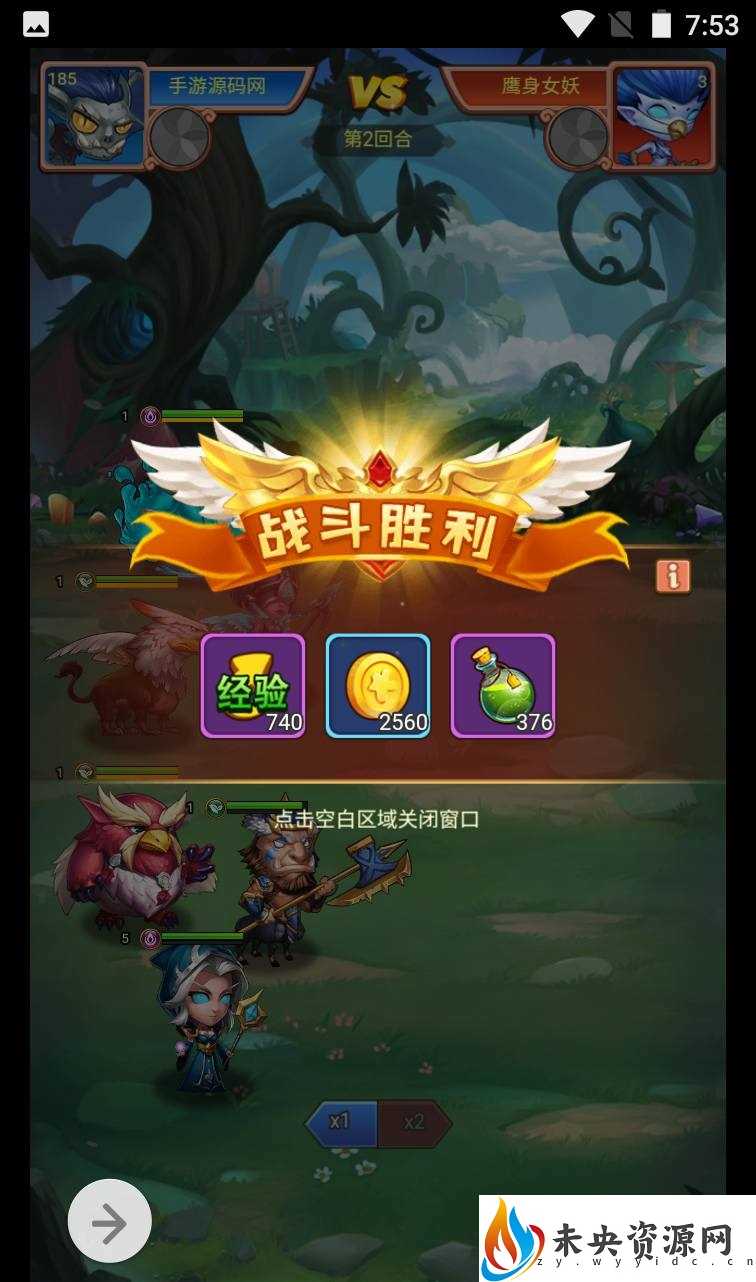 7:53
185
手游源码网
VS
鹰身女妖
3
第2回合
1
战斗胜利
1
i
经验
740
2560
376
1
1
点击空白区域关闭窗口
5
x1
x2
未央资源网
zy.wyyidc.cn